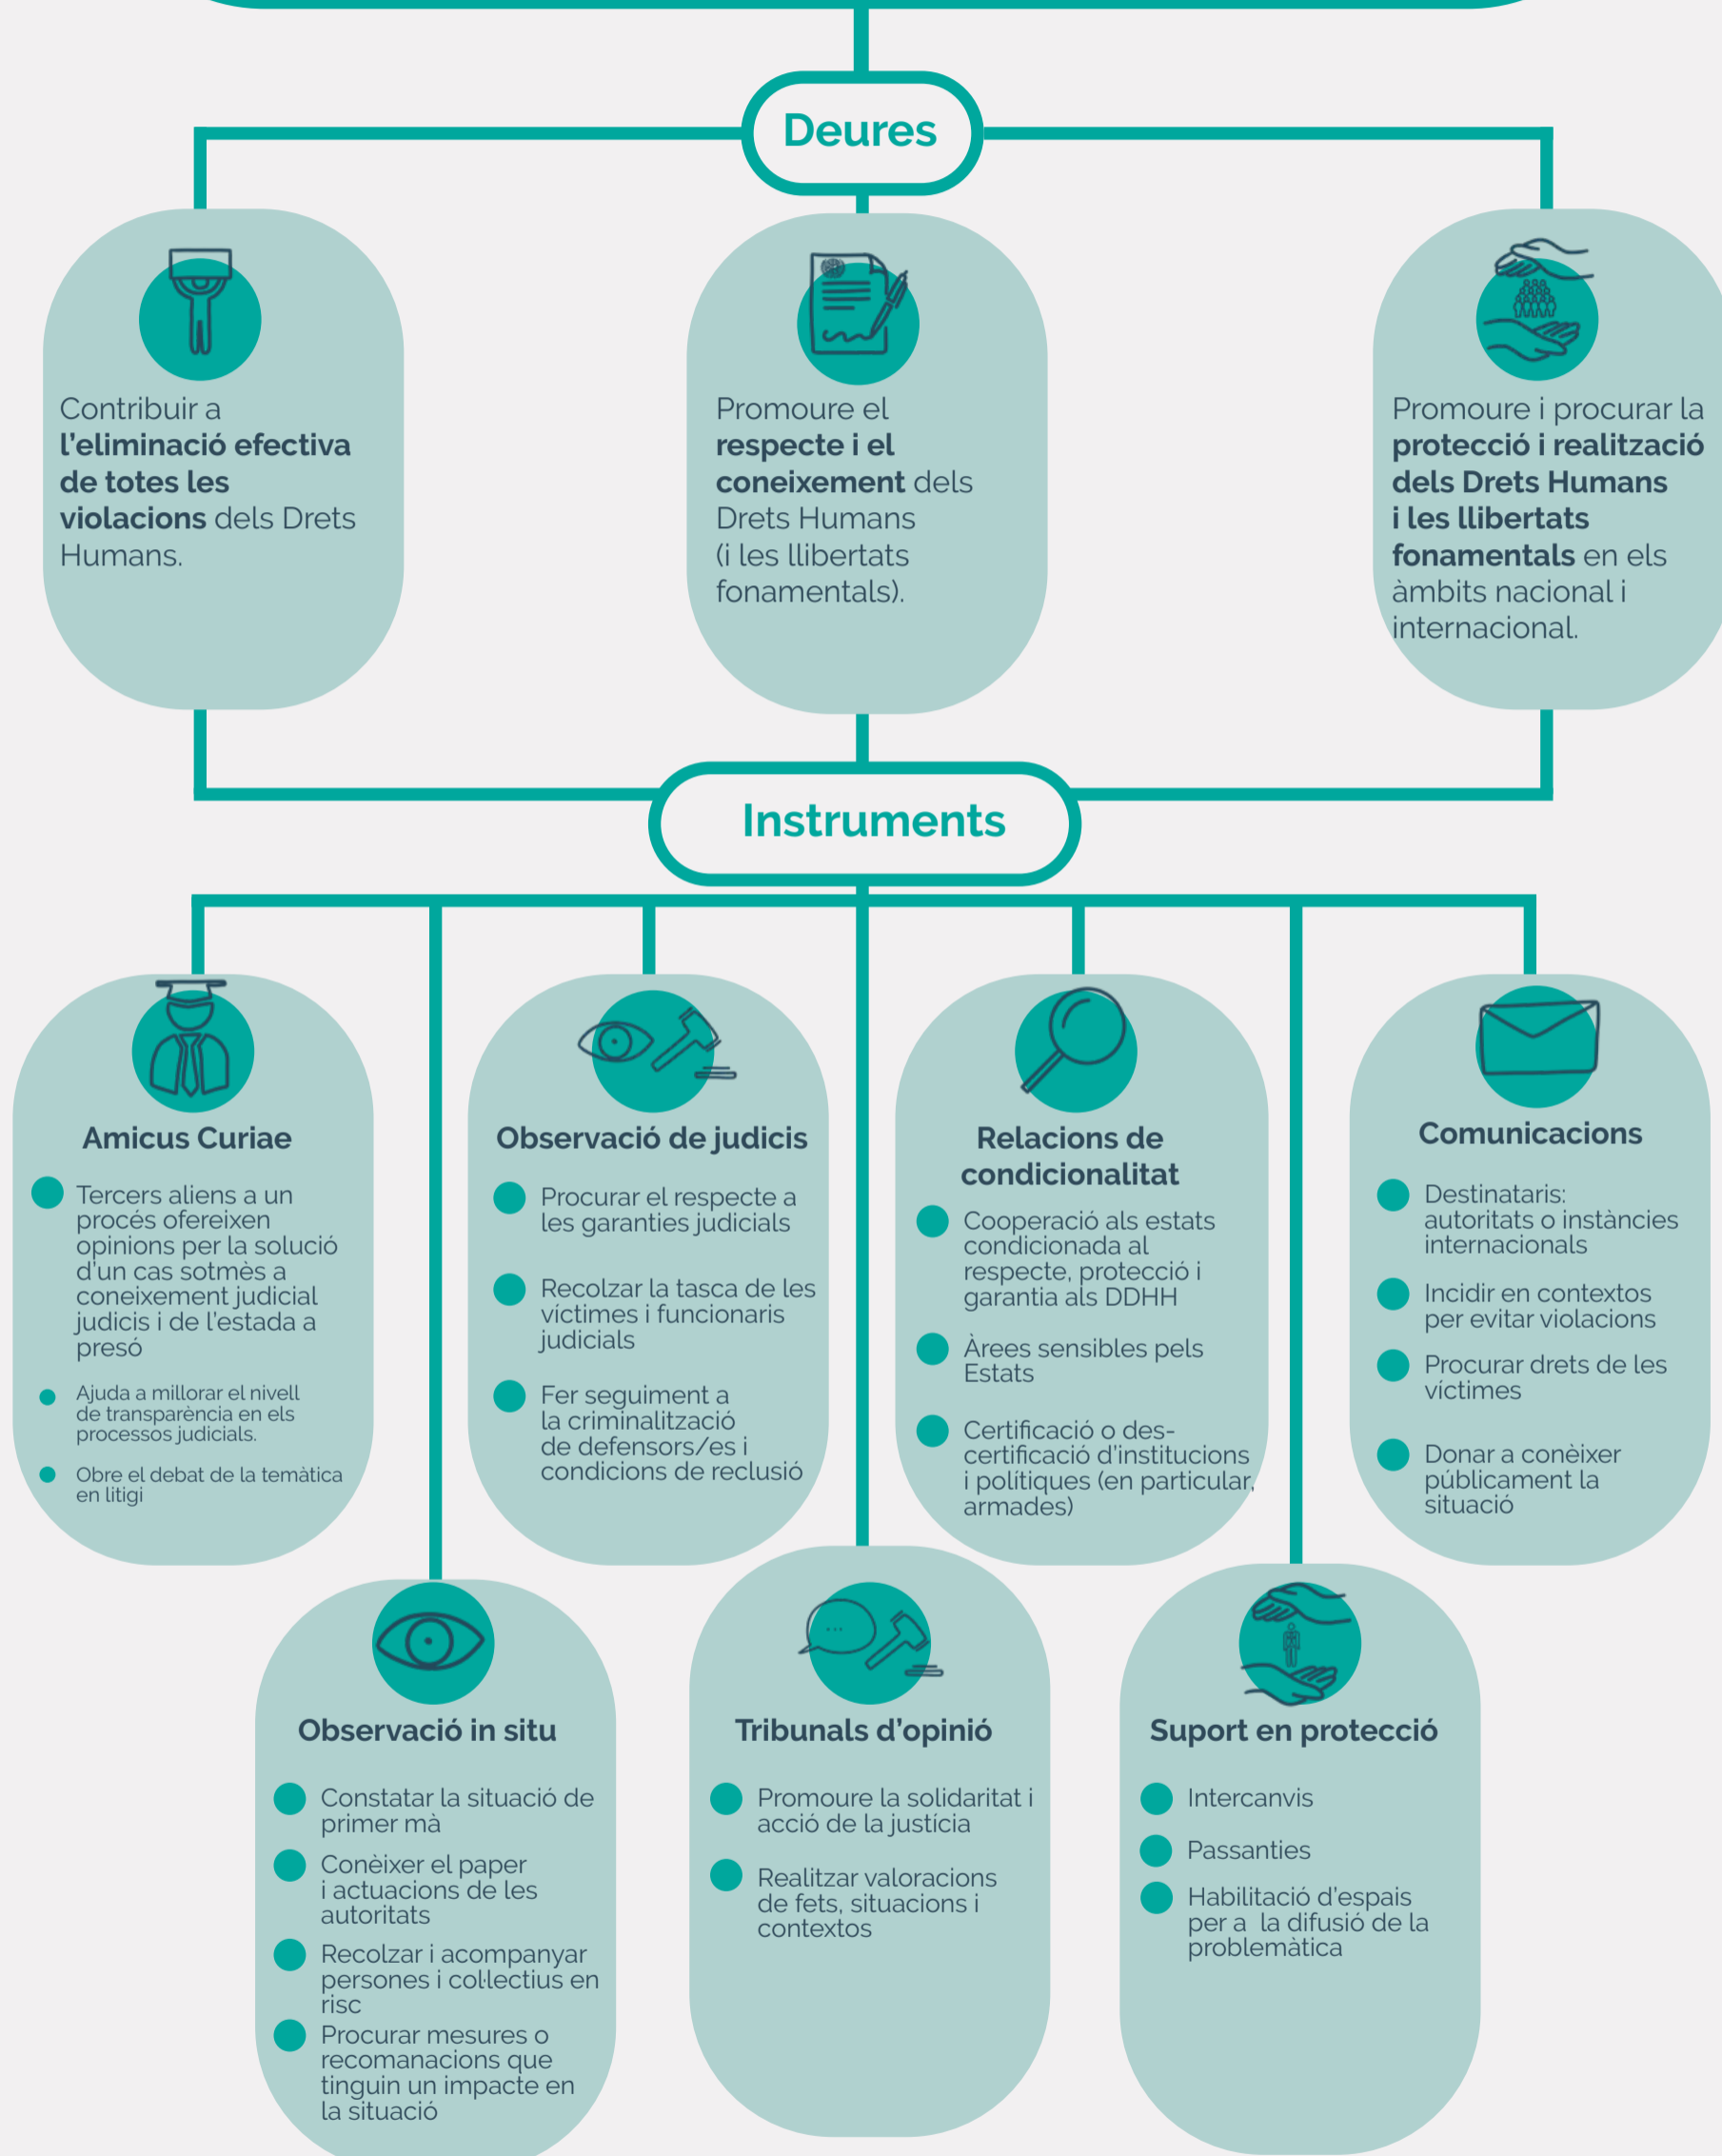 Deures
Contribuir a
l'eliminació efectiva
de totes les
violacions dels Drets
Humans.
Promoure el
respecte i el
coneixement dels
Drets Humans
(i les llibertats
fonamentals).
Promoure i procurar la
protecció i realització
dels Drets Humans
i les llibertats
fonamentals en els
àmbits nacional i
internacional.
Instruments
Amicus Curiae
Tercers aliens a un
procés ofereixen
opinions per la solució
d'un cas sotmès a
coneixement judicial
judicis i de l'estada a
presó
Ajuda a millorar el nivell
de transparència en els
processos judicials.
Obre el debat de la temàtica
en litigi
Observació de judicis
Procurar el respecte a
les garanties judicials
Recolzar la tasca de les
víctimes i funcionaris
judicials
Fer seguiment a
la criminalització
de defensors/es i
condicions de reclusió
Relacions de
condicionalitat
Cooperació als estats
condicionada al
respecte, protecció i
garantia als DDHH
Àrees sensibles pels
Estats
Certificació o des-
certificació d'institucions
i polítiques (en particular,
armades)
Comunicacions
Destinataris:
autoritats o instàncies
internacionals
Incidir en contextos
per evitar violacions
Procurar drets de les
víctimes
Donar a conèixer
públicament la
situació
Observació in situ
Constatar la situació de
primer mà
Conèixer el paper
i actuacions de les
autoritats
Recolzar i acompanyar
persones i col·lectius en
risc
Procurar mesures o
recomanacions que
tinguin un impacte en
la situació
Tribunals d'opinió
Promoure la solidaritat i
acció de la justícia
Realitzar valoracions
de fets, situacions i
contextos
Suport en protecció
Intercanvis
Passanties
Habilitació d'espais
per a  la difusió de la
problemàtica